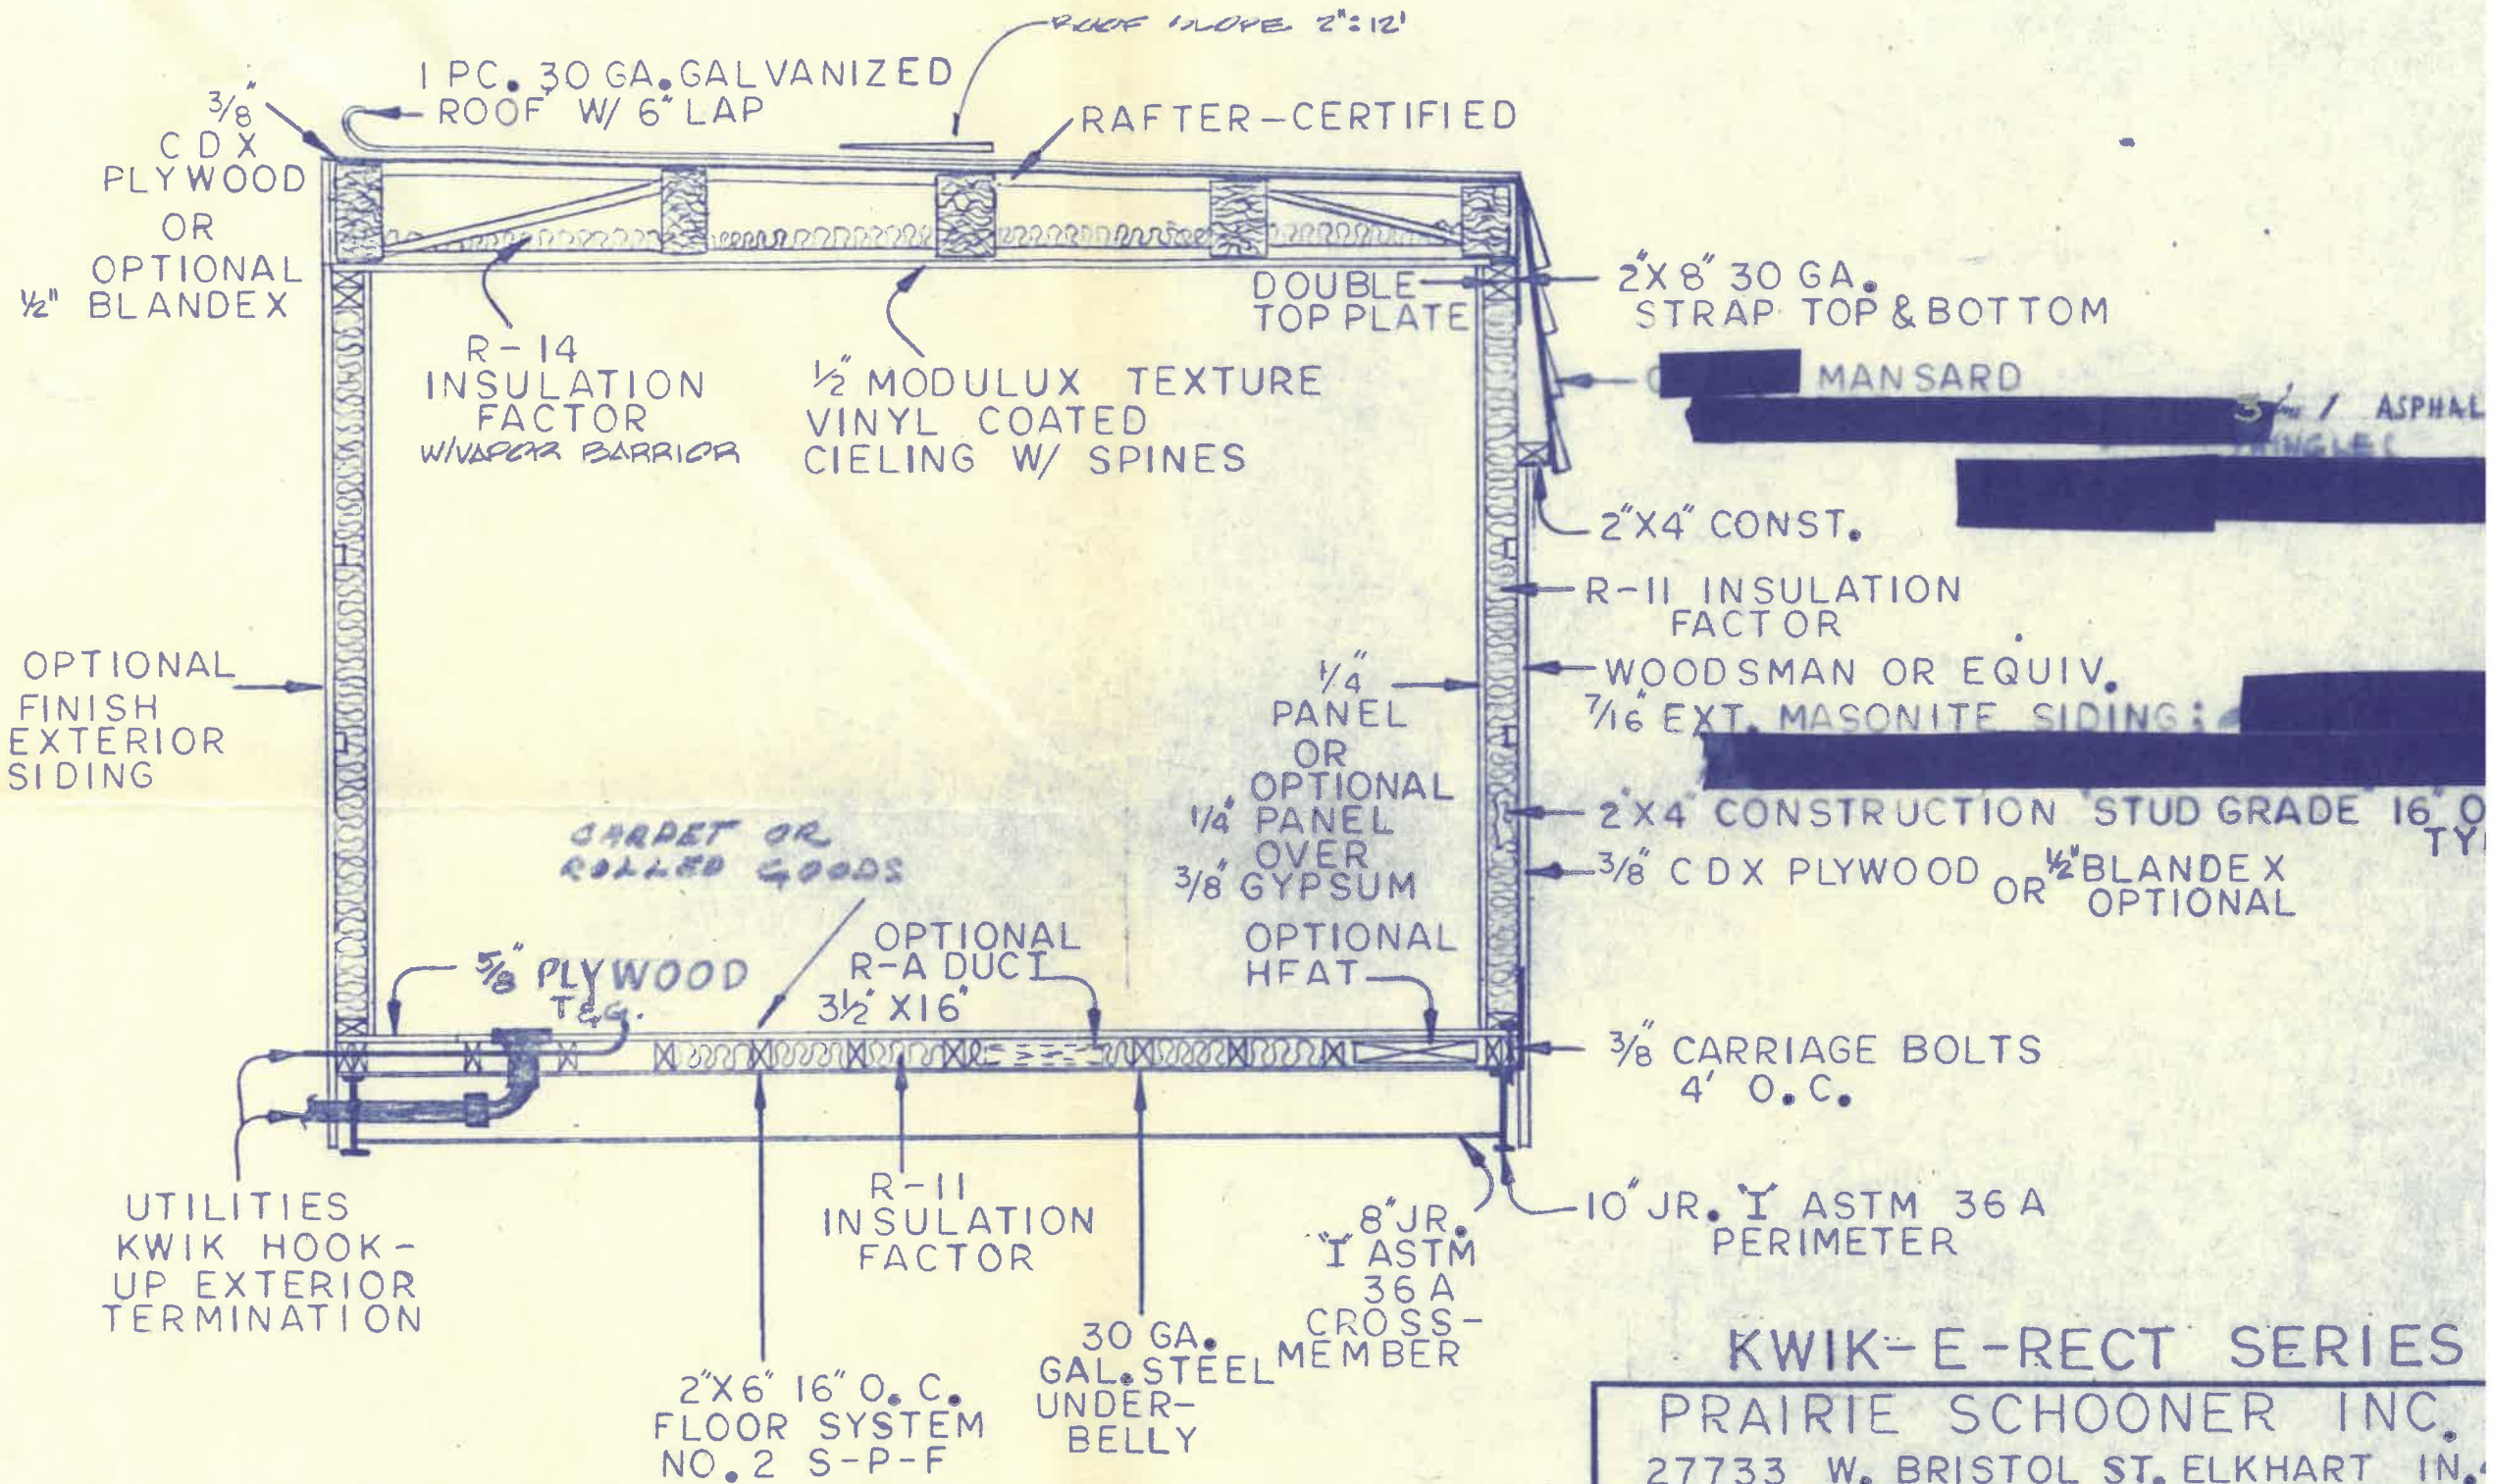 ROOF SLOPE 2":12'
1 PC. 30 GA. GALVANIZED
ROOF W/ 6" LAP
3/8"
CDX
PLYWOOD
OR
OPTIONAL
1/2" BLANDEX
RAFTER-CERTIFIED
R-14
INSULATION
FACTOR
W/VAPOR BARRIOR
1/2" MODULUX TEXTURE
VINYL COATED
CIELING W/ SPINES
DOUBLE
TOP PLATE
2"X 8" 30 GA.
STRAP TOP & BOTTOM
MANSARD
ASPHAL
2"X4" CONST.
R-11 INSULATION
FACTOR
WOODSMAN OR EQUIV.
7/16" EXT. MASONITE SIDING:
2"X4" CONSTRUCTION "STUD GRADE" 16" O
TY
3/8" CDX PLYWOOD OR 1/2" BLANDEX
OPTIONAL
OPTIONAL
FINISH
EXTERIOR
SIDING
1/4"
PANEL
OR
OPTIONAL
1/4" PANEL
OVER
3/8" GYPSUM
CARPET OR
ROLLED GOODS
5/8" PLYWOOD
T&G.
OPTIONAL
R-A DUCT
3½" X16"
OPTIONAL
HEAT
3/8" CARRIAGE BOLTS
4' O.C.
UTILITIES
KWIK HOOK-
UP EXTERIOR
TERMINATION
R-11
INSULATION
FACTOR
2"X6" 16" O.C.
FLOOR SYSTEM
NO. 2 S-P-F
30 GA.
GAL. STEEL
UNDER-
BELLY
8" JR.
"I" ASTM
36 A
CROSS-
MEMBER
10" JR. "I" ASTM 36 A
PERIMETER
KWIK-E-RECT SERIES
PRAIRIE SCHOONER INC.
27733 W. BRISTOL ST. ELKHART IN.